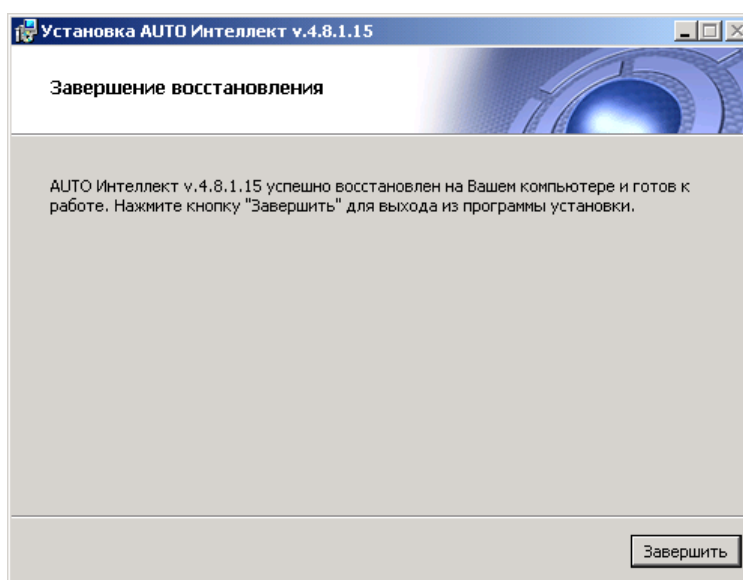 Установка AUTO Интеллект v.4.8.1.15
Завершение восстановления
AUTO Интеллект v.4.8.1.15 успешно восстановлен на Вашем компьютере и готов к
работе. Нажмите кнопку "Завершить" для выхода из программы установки.
Завершить